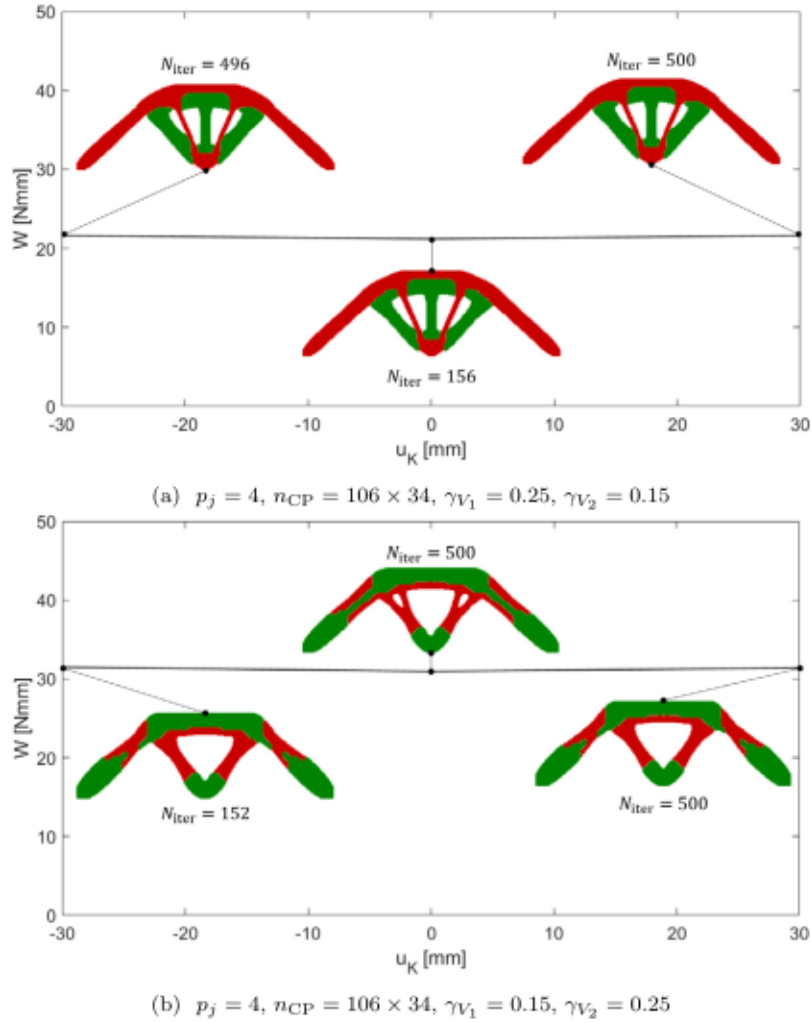 50
40
30
20
10
0
W [Nmm]
N_iter = 496
N_iter = 500
N_iter = 156
-30 -20 -10 0 10 20 30
u_K [mm]
(a) p_j = 4, n_CP = 106 × 34, γ_V₁ = 0.25, γ_V₂ = 0.15
50
40
30
20
10
0
W [Nmm]
N_iter = 500
N_iter = 152
N_iter = 500
-30 -20 -10 0 10 20 30
u_K [mm]
(b) p_j = 4, n_CP = 106 × 34, γ_V₁ = 0.15, γ_V₂ = 0.25